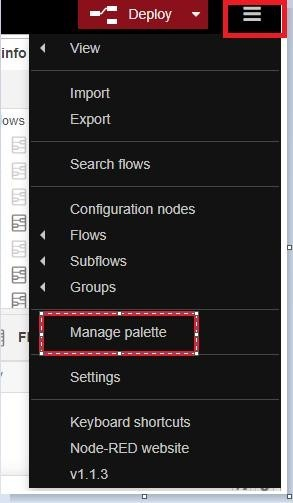 Deploy
info
View
Import
Export
ows
Search flows
Configuration nodes
Flows
Subflows
Groups
Manage palette
Settings
Keyboard shortcuts
Node-RED website
v1.1.3